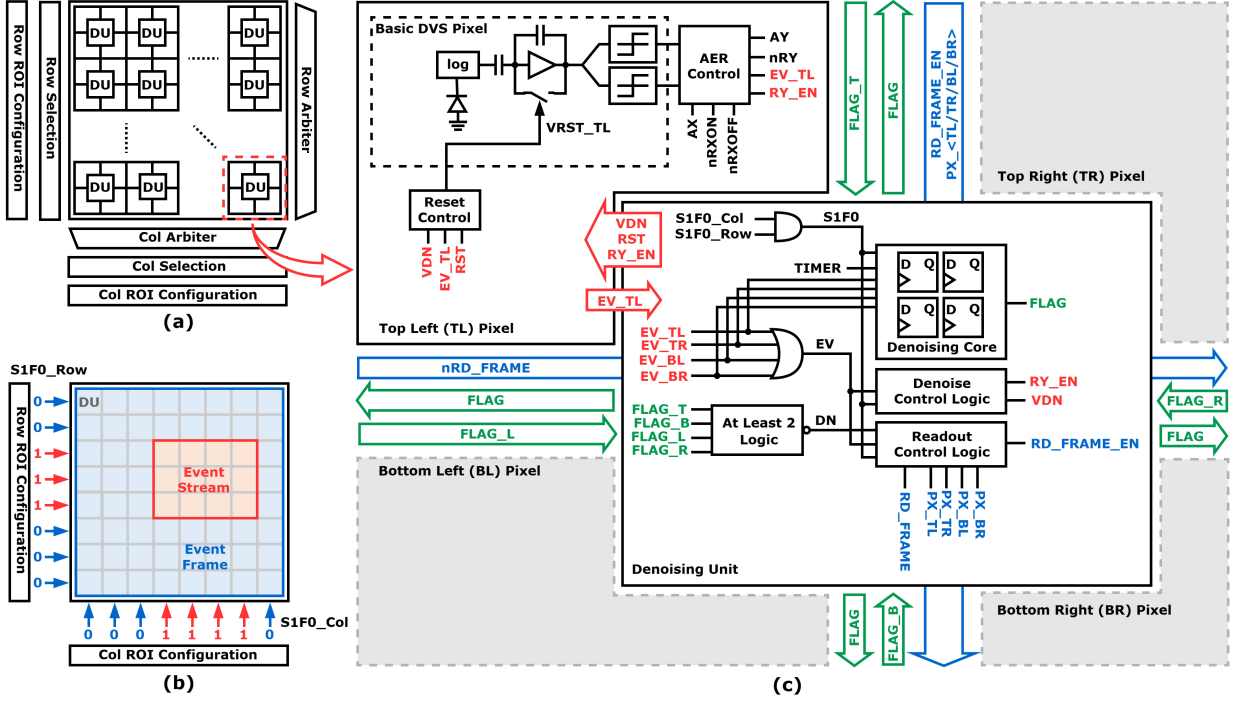 Row ROI Configuration
Row Selection
DU
DU
DU
DU
DU
DU
DU
DU
DU
Row Arbiter
Col Arbiter
Col Selection
Col ROI Configuration
(a)
S1F0_Row
Row ROI Configuration
0
0
1
1
1
0
0
0
DU
Event
Stream
Event
Frame
0
0
0
1
1
1
1
0
S1F0_Col
Col ROI Configuration
(b)
Basic DVS Pixel
log
VRST_TL
AER
Control
AY
nRY
EV_TL
RY_EN
AX
nRXON
nRXOFF
Reset
Control
VDN
EV_TL
RST
Top Left (TL) Pixel
VDN
RST
RY_EN
EV_TL
FLAG_T
FLAG
RD_FRAME_EN
PX_<TL/TR/BL/BR>
Top Right (TR) Pixel
S1F0_Col
S1F0_Row
S1F0
TIMER
D Q
D Q
D Q
D Q
Denoising Core
FLAG
EV_TL
EV_TR
EV_BL
EV_BR
EV
Denoise
Control Logic
RY_EN
VDN
FLAG_T
FLAG_B
FLAG_L
FLAG_R
At Least 2
Logic
DN
Readout
Control Logic
RD_FRAME_EN
RD_FRAME
PX_TL
PX_TR
PX_BL
PX_BR
Denoising Unit
nRD_FRAME
FLAG
FLAG_L
FLAG_R
FLAG
Bottom Left (BL) Pixel
FLAG
FLAG_B
Bottom Right (BR) Pixel
(c)